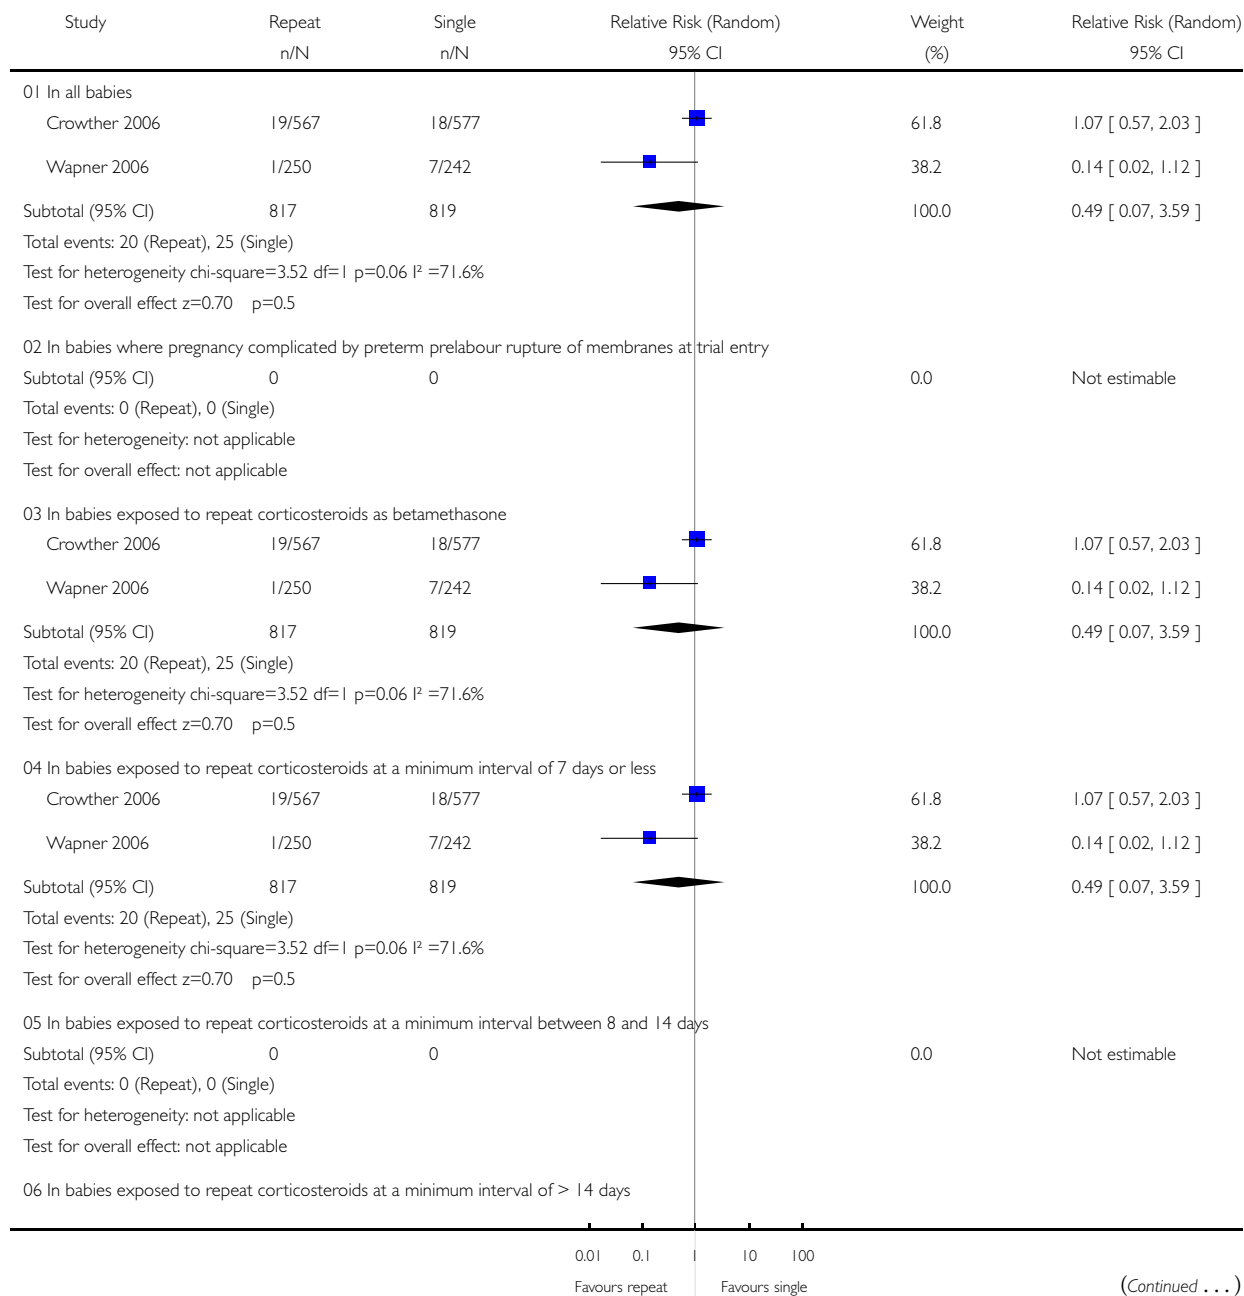 Study Repeat Single Relative Risk (Random) Weight Relative Risk (Random)
n/N n/N 95% CI (%) 95% CI
01 In all babies
Crowther 2006 19/567 18/577 61.8 1.07 [ 0.57, 2.03 ]
Wapner 2006 1/250 7/242 38.2 0.14 [ 0.02, 1.12 ]
Subtotal (95% CI) 817 819 100.0 0.49 [ 0.07, 3.59 ]
Total events: 20 (Repeat), 25 (Single)
Test for heterogeneity chi-square=3.52 df=1 p=0.06 I² =71.6%
Test for overall effect z=0.70 p=0.5
02 In babies where pregnancy complicated by preterm prelabour rupture of membranes at trial entry
Subtotal (95% CI) 0 0 0.0 Not estimable
Total events: 0 (Repeat), 0 (Single)
Test for heterogeneity: not applicable
Test for overall effect: not applicable
03 In babies exposed to repeat corticosteroids as betamethasone
Crowther 2006 19/567 18/577 61.8 1.07 [ 0.57, 2.03 ]
Wapner 2006 1/250 7/242 38.2 0.14 [ 0.02, 1.12 ]
Subtotal (95% CI) 817 819 100.0 0.49 [ 0.07, 3.59 ]
Total events: 20 (Repeat), 25 (Single)
Test for heterogeneity chi-square=3.52 df=1 p=0.06 I² =71.6%
Test for overall effect z=0.70 p=0.5
04 In babies exposed to repeat corticosteroids at a minimum interval of 7 days or less
Crowther 2006 19/567 18/577 61.8 1.07 [ 0.57, 2.03 ]
Wapner 2006 1/250 7/242 38.2 0.14 [ 0.02, 1.12 ]
Subtotal (95% CI) 817 819 100.0 0.49 [ 0.07, 3.59 ]
Total events: 20 (Repeat), 25 (Single)
Test for heterogeneity chi-square=3.52 df=1 p=0.06 I² =71.6%
Test for overall effect z=0.70 p=0.5
05 In babies exposed to repeat corticosteroids at a minimum interval between 8 and 14 days
Subtotal (95% CI) 0 0 0.0 Not estimable
Total events: 0 (Repeat), 0 (Single)
Test for heterogeneity: not applicable
Test for overall effect: not applicable
06 In babies exposed to repeat corticosteroids at a minimum interval of > 14 days
0.01 0.1 1 10 100
Favours repeat Favours single (Continued . . . )